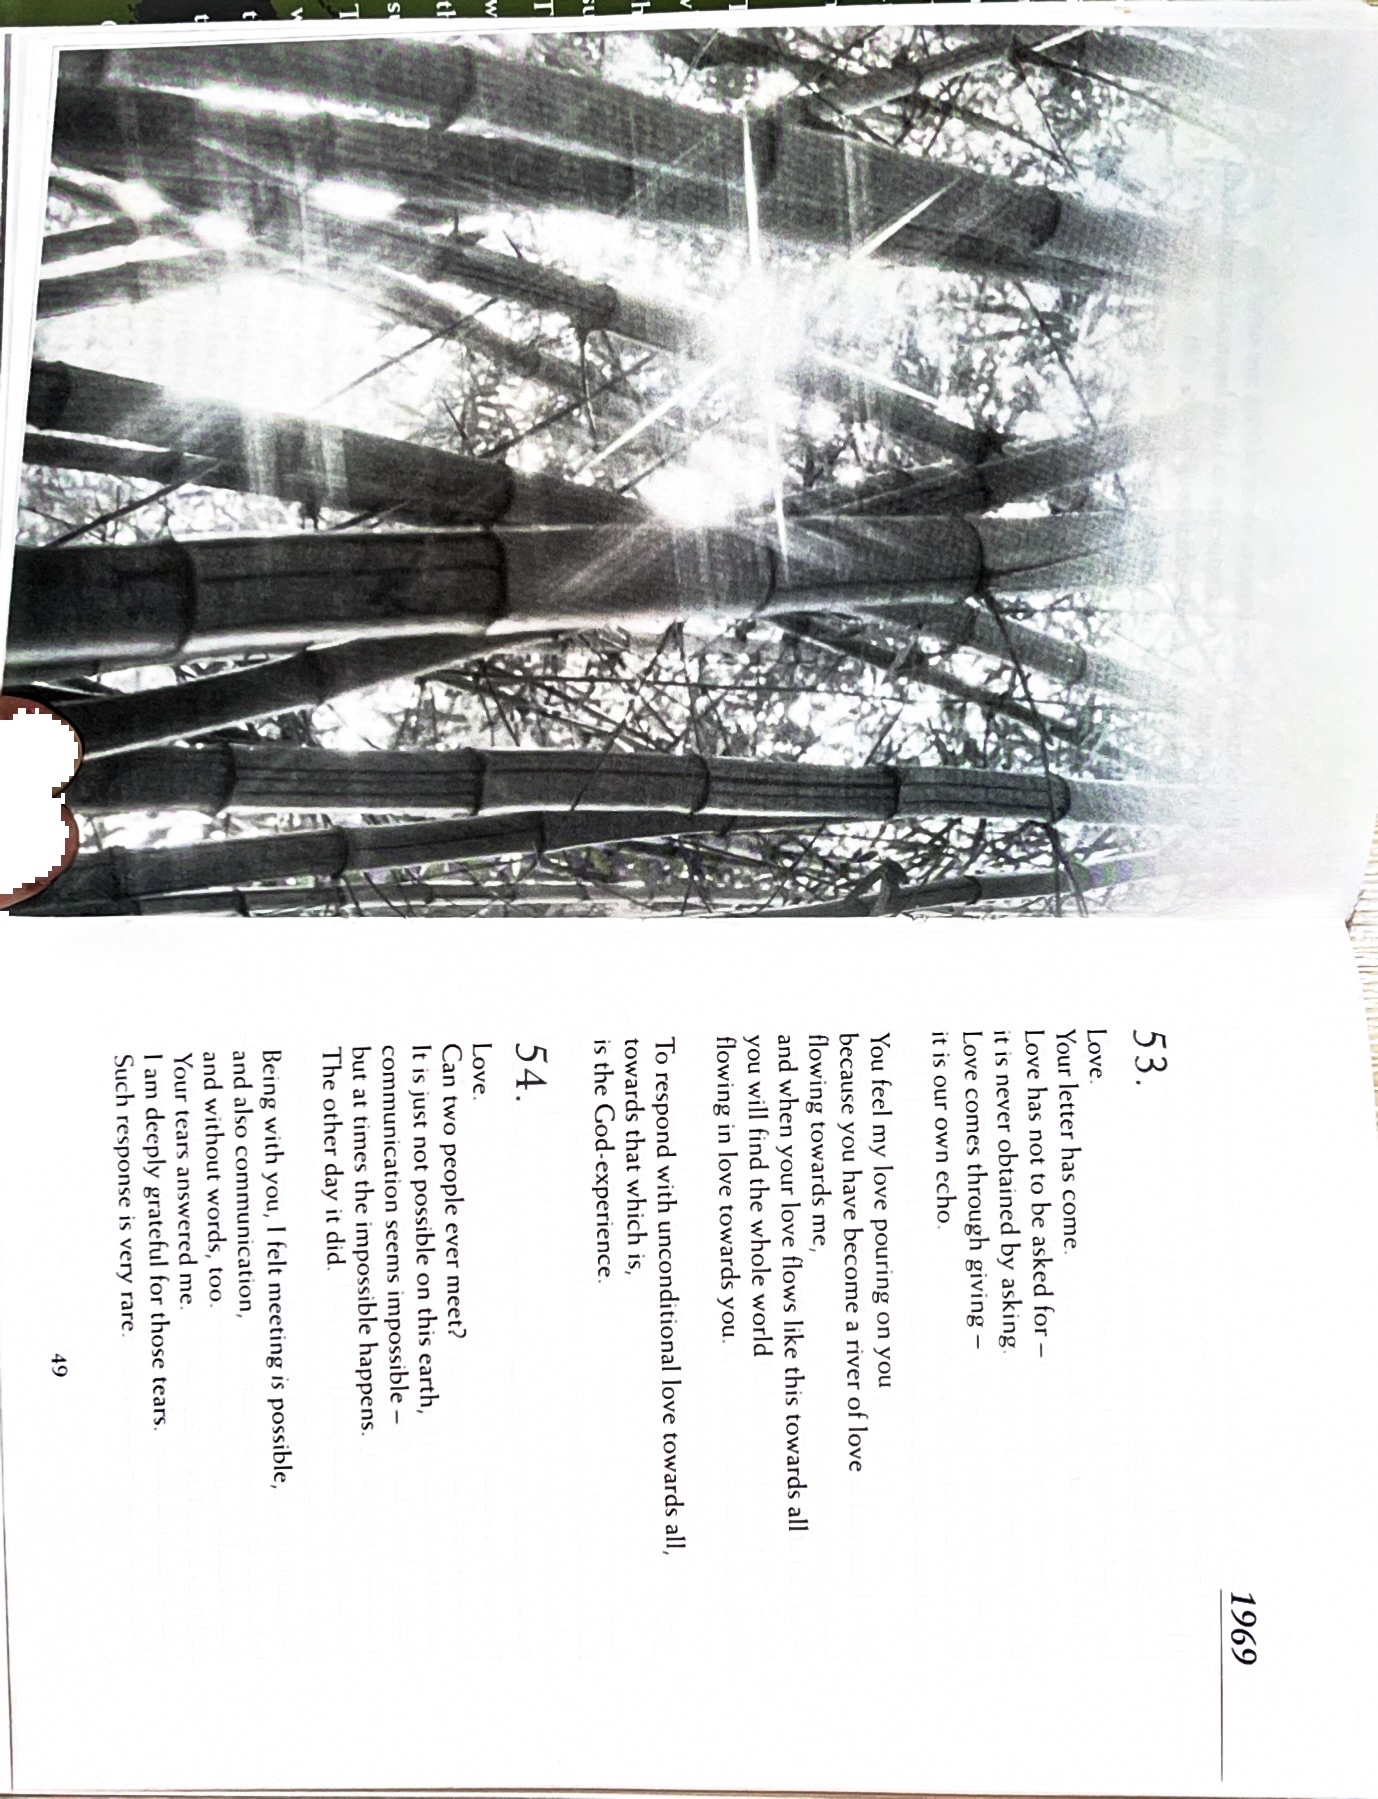 1969
53.
Love.
Your letter has come.
Love has not to be asked for –
it is never obtained by asking.
Love comes through giving –
it is our own echo.
You feel my love pouring on you
because you have become a river of love
flowing towards me,
and when your love flows like this towards all
you will find the whole world
flowing in love towards you.
To respond with unconditional love towards all,
towards that which is,
is the God-experience.
54.
Love.
Can two people ever meet?
It is just not possible on this earth,
communication seems impossible –
but at times the impossible happens.
The other day it did.
Being with you, I felt meeting is possible,
and also communication,
and without words, too.
Your tears answered me.
I am deeply grateful for those tears.
Such response is very rare.
49